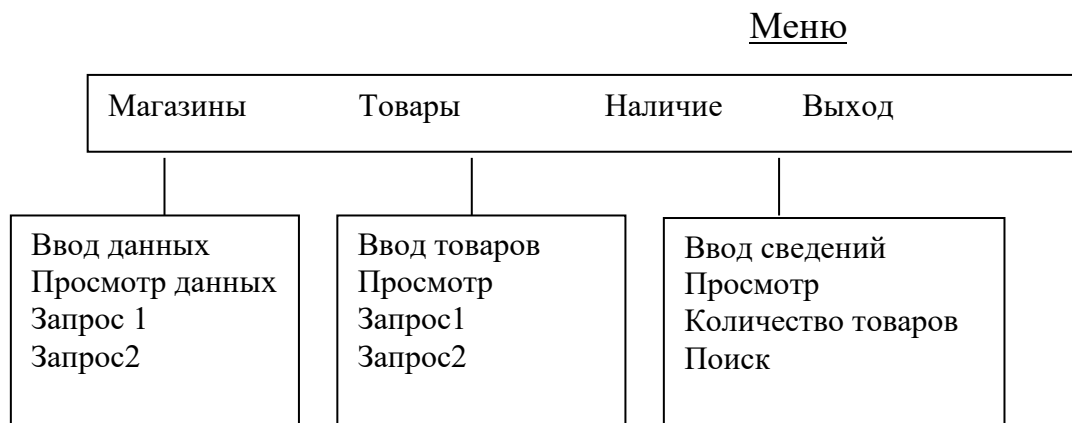 Меню
Магазины Товары Наличие Выход
Ввод данных
Просмотр данных
Запрос 1
Запрос2
Ввод товаров
Просмотр
Запрос1
Запрос2
Ввод сведений
Просмотр
Количество товаров
Поиск